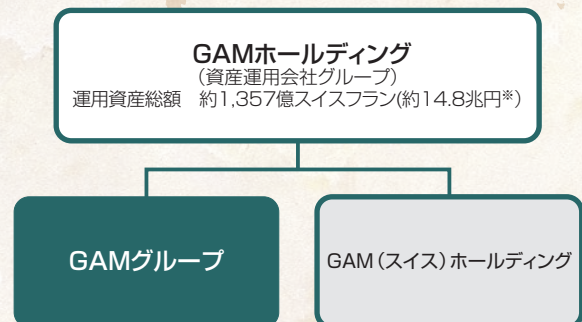 GAMホールディング
(資産運用会社グループ)
運用資産総額　約1,357億スイスフラン(約14.8兆円※)
GAMグループ
GAM(スイス)ホールディング